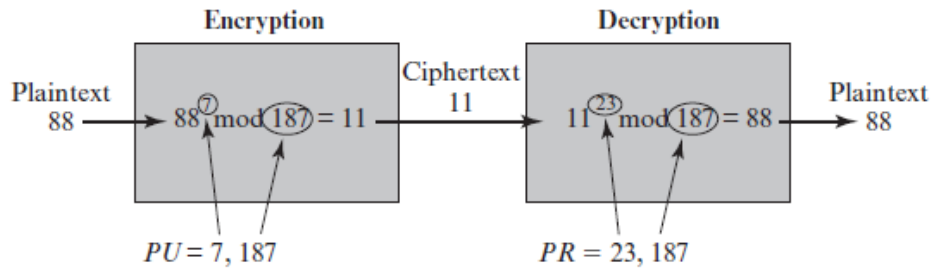 Encryption
Decryption
Plaintext
88
88^7 mod 187 = 11
Ciphertext
11
11^23 mod 187 = 88
Plaintext
88
PU = 7, 187
PR = 23, 187